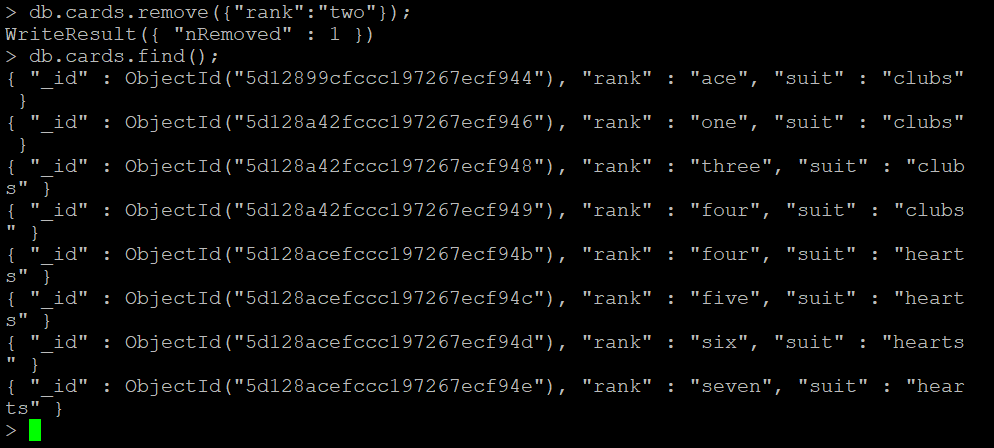 > db.cards.remove({"rank":"two"});
WriteResult({ "nRemoved" : 1 })
> db.cards.find();
{ "_id" : ObjectId("5d12899cfccc197267ecf944"), "rank" : "ace", "suit" : "clubs"
 }
{ "_id" : ObjectId("5d128a42fccc197267ecf946"), "rank" : "one", "suit" : "clubs"
 }
{ "_id" : ObjectId("5d128a42fccc197267ecf948"), "rank" : "three", "suit" : "club
s" }
{ "_id" : ObjectId("5d128a42fccc197267ecf949"), "rank" : "four", "suit" : "clubs
" }
{ "_id" : ObjectId("5d128acefccc197267ecf94b"), "rank" : "four", "suit" : "heart
s" }
{ "_id" : ObjectId("5d128acefccc197267ecf94c"), "rank" : "five", "suit" : "heart
s" }
{ "_id" : ObjectId("5d128acefccc197267ecf94d"), "rank" : "six", "suit" : "hearts
" }
{ "_id" : ObjectId("5d128acefccc197267ecf94e"), "rank" : "seven", "suit" : "hear
ts" }
>